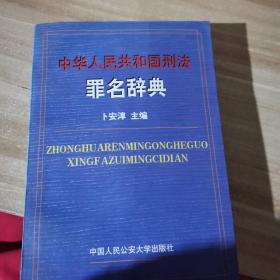 中华人民共和国刑法
罪名辞典
卜安淳 主编
ZHONGHUARENMINGONGHEGUO
XINGFAZUIMINGCIDIAN
中国人民公安大学出版社